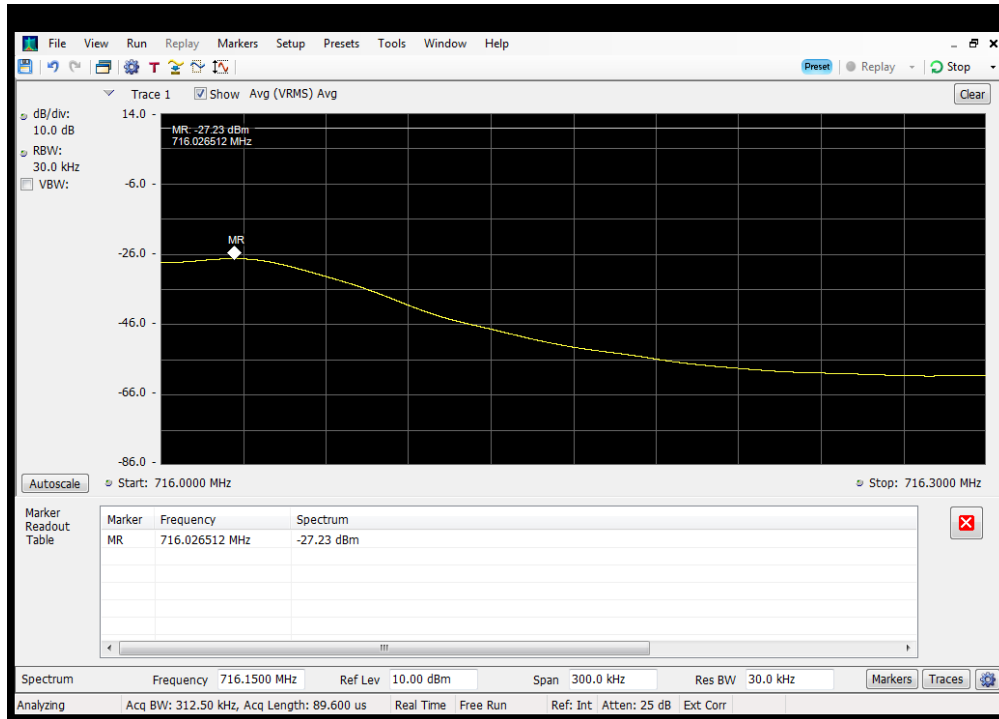 File View Run Replay Markers Setup Presets Tools Window Help
T Preset Replay Stop
Trace 1 Show Avg (VRMS) Avg Clear
dB/div:
10.0 dB
RBW:
30.0 kHz
VBW:
14.0 -
-6.0 -
-26.0 -
-46.0 -
-66.0 -
-86.0 -
MR: -27.23 dBm
716.026512 MHz
MR
Autoscale Start: 716.0000 MHz Stop: 716.3000 MHz
Marker
Readout
Table
Marker Frequency Spectrum
MR 716.026512 MHz -27.23 dBm
Spectrum Frequency 716.1500 MHz Ref Lev 10.00 dBm Span 300.0 kHz Res BW 30.0 kHz Markers Traces
Analyzing Acq BW: 312.50 kHz, Acq Length: 89.600 us Real Time Free Run Ref: Int Atten: 25 dB Ext Corr